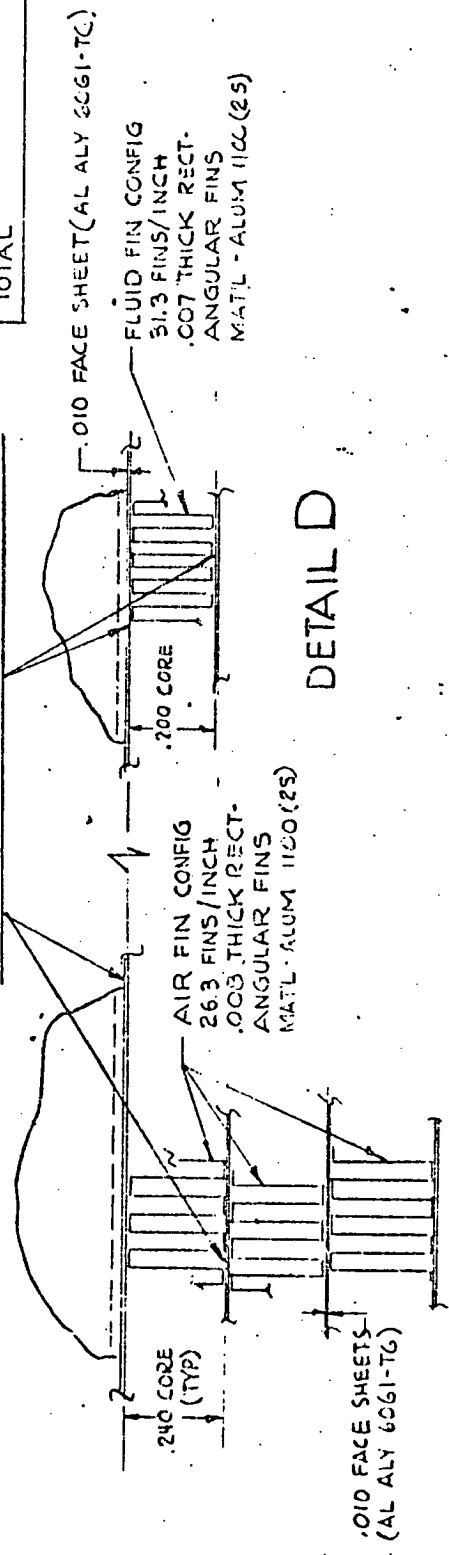 TOTAL
.010 FACE SHEET (AL ALY 6061-T6)
FLUID FIN CONFIG
31.3 FINS/INCH
.007 THICK RECT-
ANGULAR FINS
MAT'L - ALUM 1100 (2S)
.200 CORE
DETAIL D
AIR FIN CONFIG
26.3 FINS/INCH
THICK RECT-
ANGULAR FINS
MAT'L - ALUM 1100 (2S)
.240 CORE
(TYP)
.010 FACE SHEETS
(AL ALY 6061-T6)